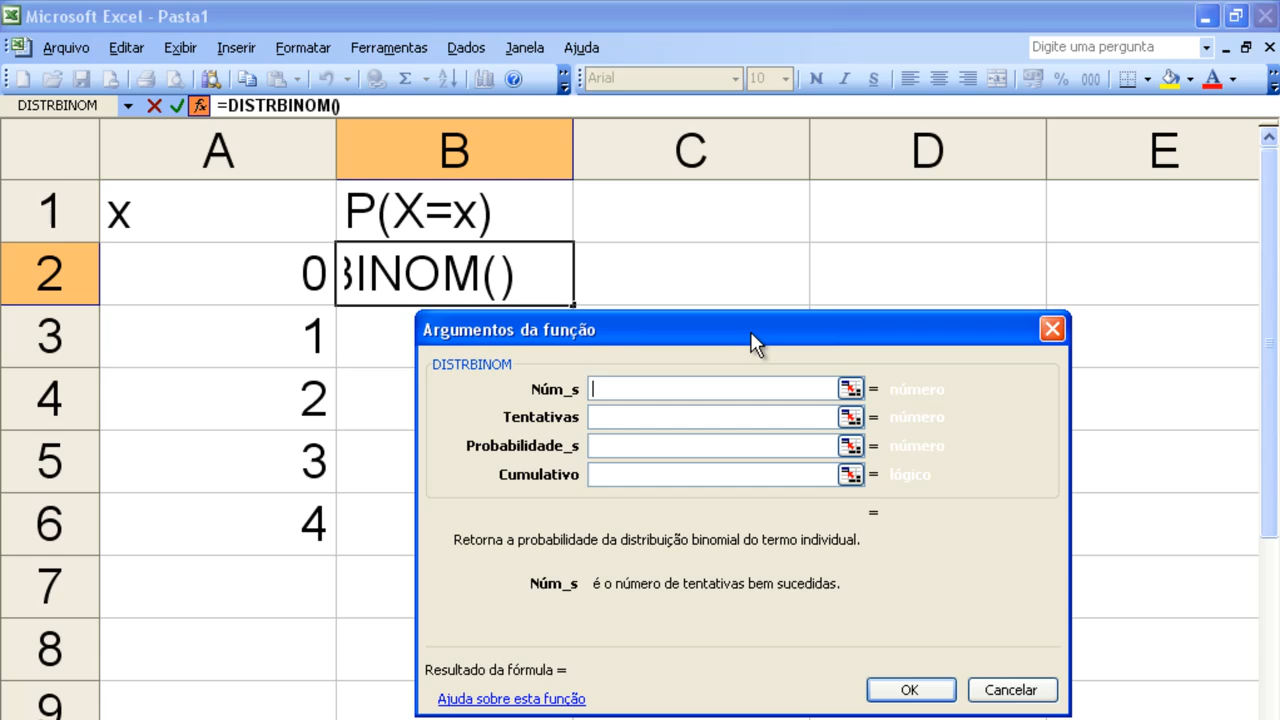 Microsoft Excel - Pasta1
Arquivo Editar Exibir Inserir Formatar Ferramentas Dados Janela Ajuda Digite uma pergunta
Arial 10 N I S % 000
DISTRBINOM fx =DISTRBINOM()
A B C D E
1 x P(X=x)
2 0 BINOM()
3 1
4 2
5 3
6 4
7
8
9
Argumentos da função
DISTRBINOM
Núm_s = número
Tentativas = número
Probabilidade_s = número
Cumulativo = lógico
=
Retorna a probabilidade da distribuição binomial do termo individual.
Núm_s é o número de tentativas bem sucedidas.
Resultado da fórmula =
Ajuda sobre esta função OK Cancelar